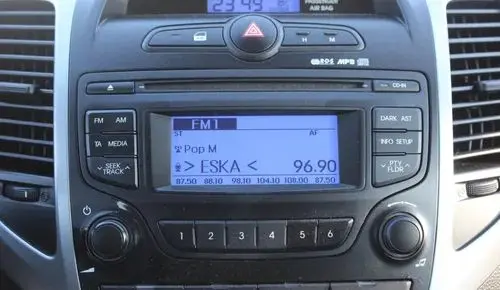 23:49
PASSENGER
AIR BAG
H M
RDS MP3
CD-IN
FM AM
DARK AST
TA MEDIA
INFO SETUP
SEEK
TRACK
PTY
FLDR
FM1
ST AF
Pop M
> ESKA < 96.90
87.50 88.10 98.10 104.10 108.00 87.50
1 2 3 4 5 6